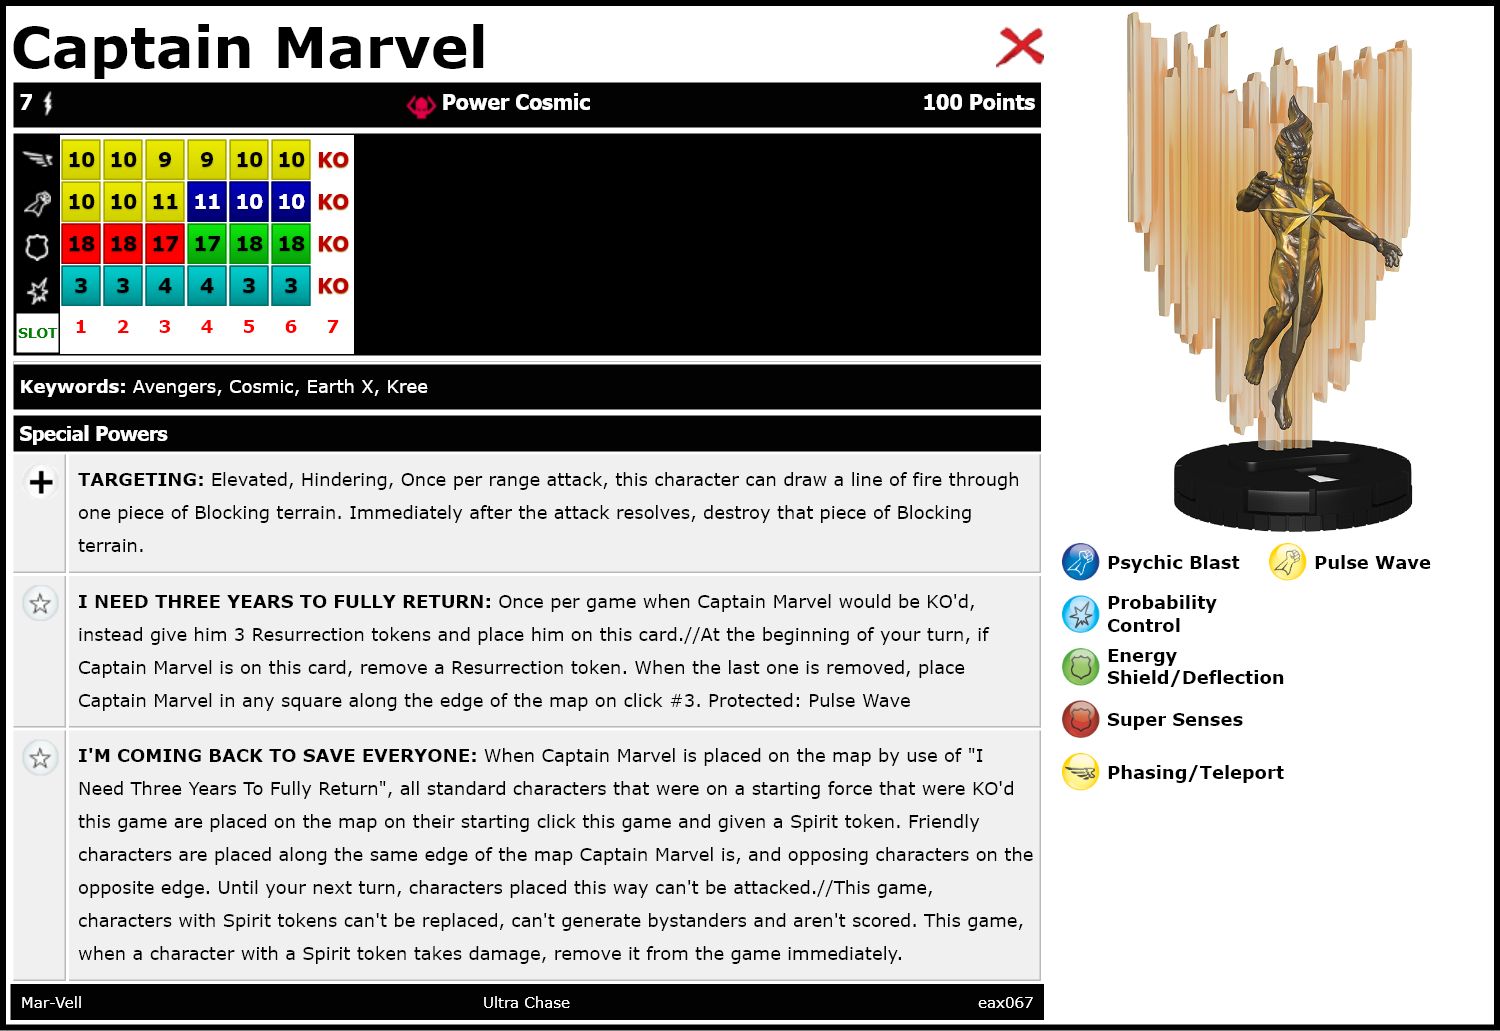 Captain Marvel
7 Power Cosmic 100 Points
10 10 9 9 10 10 KO
10 10 11 11 10 10 KO
18 18 17 17 18 18 KO
3 3 4 4 3 3 KO
SLOT 1 2 3 4 5 6 7
Keywords: Avengers, Cosmic, Earth X, Kree
Special Powers
TARGETING: Elevated, Hindering, Once per range attack, this character can draw a line of fire through
one piece of Blocking terrain. Immediately after the attack resolves, destroy that piece of Blocking
terrain.
I NEED THREE YEARS TO FULLY RETURN: Once per game when Captain Marvel would be KO'd,
instead give him 3 Resurrection tokens and place him on this card.//At the beginning of your turn, if
Captain Marvel is on this card, remove a Resurrection token. When the last one is removed, place
Captain Marvel in any square along the edge of the map on click #3. Protected: Pulse Wave
I'M COMING BACK TO SAVE EVERYONE: When Captain Marvel is placed on the map by use of "I
Need Three Years To Fully Return", all standard characters that were on a starting force that were KO'd
this game are placed on the map on their starting click this game and given a Spirit token. Friendly
characters are placed along the same edge of the map Captain Marvel is, and opposing characters on the
opposite edge. Until your next turn, characters placed this way can't be attacked.//This game,
characters with Spirit tokens can't be replaced, can't generate bystanders and aren't scored. This game,
when a character with a Spirit token takes damage, remove it from the game immediately.
Mar-Vell Ultra Chase eax067
Psychic Blast Pulse Wave
Probability
Control
Energy
Shield/Deflection
Super Senses
Phasing/Teleport